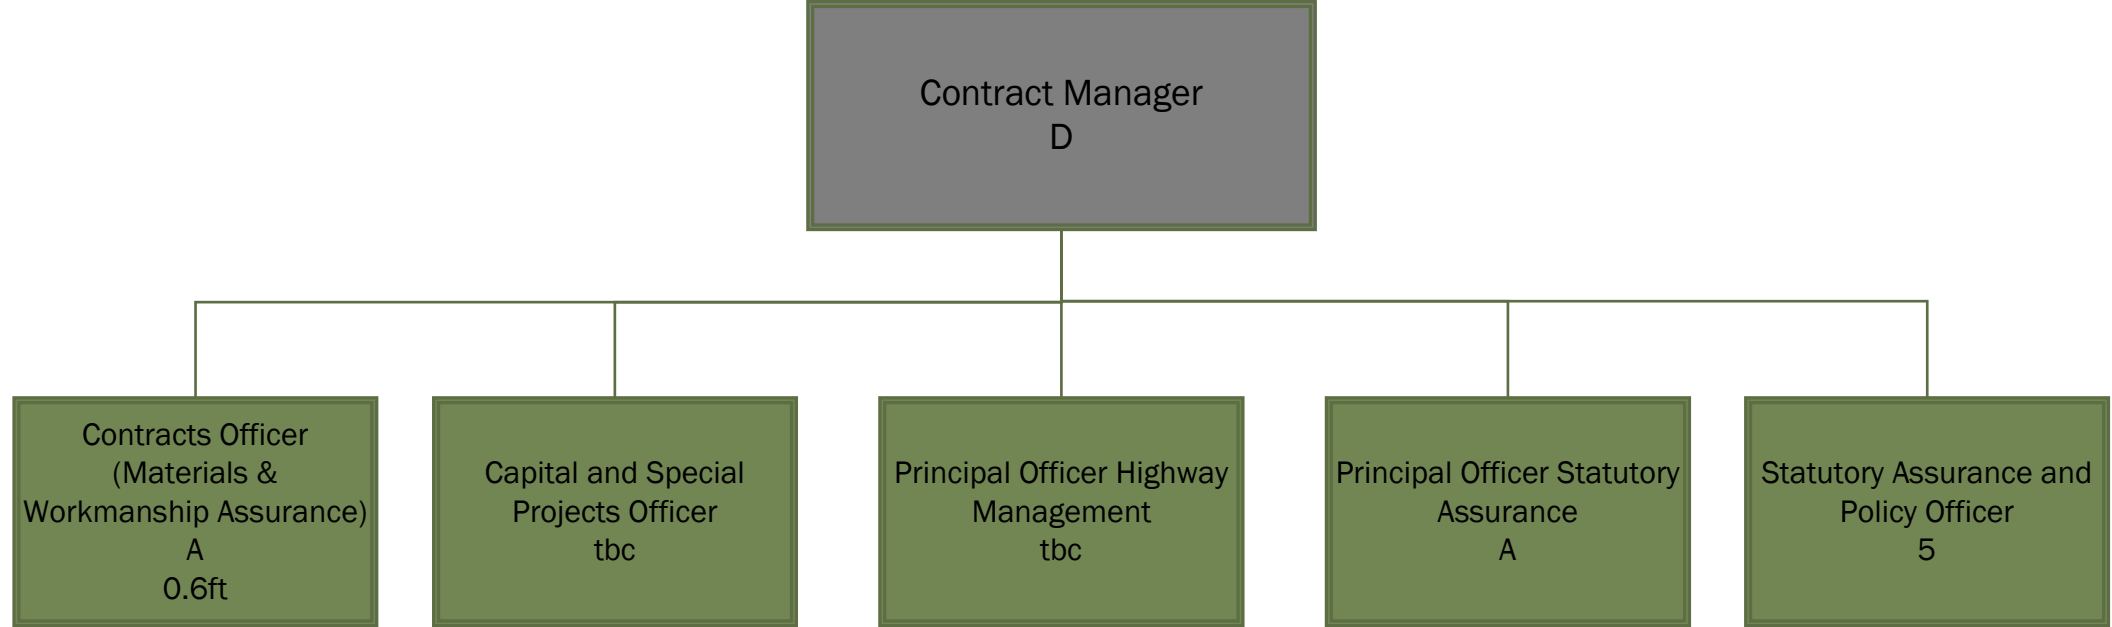 Contract Manager
D
Contracts Officer
(Materials &
Workmanship Assurance)
A
0.6ft
Capital and Special
Projects Officer
tbc
Principal Officer Highway
Management
tbc
Principal Officer Statutory
Assurance
A
Statutory Assurance and
Policy Officer
5